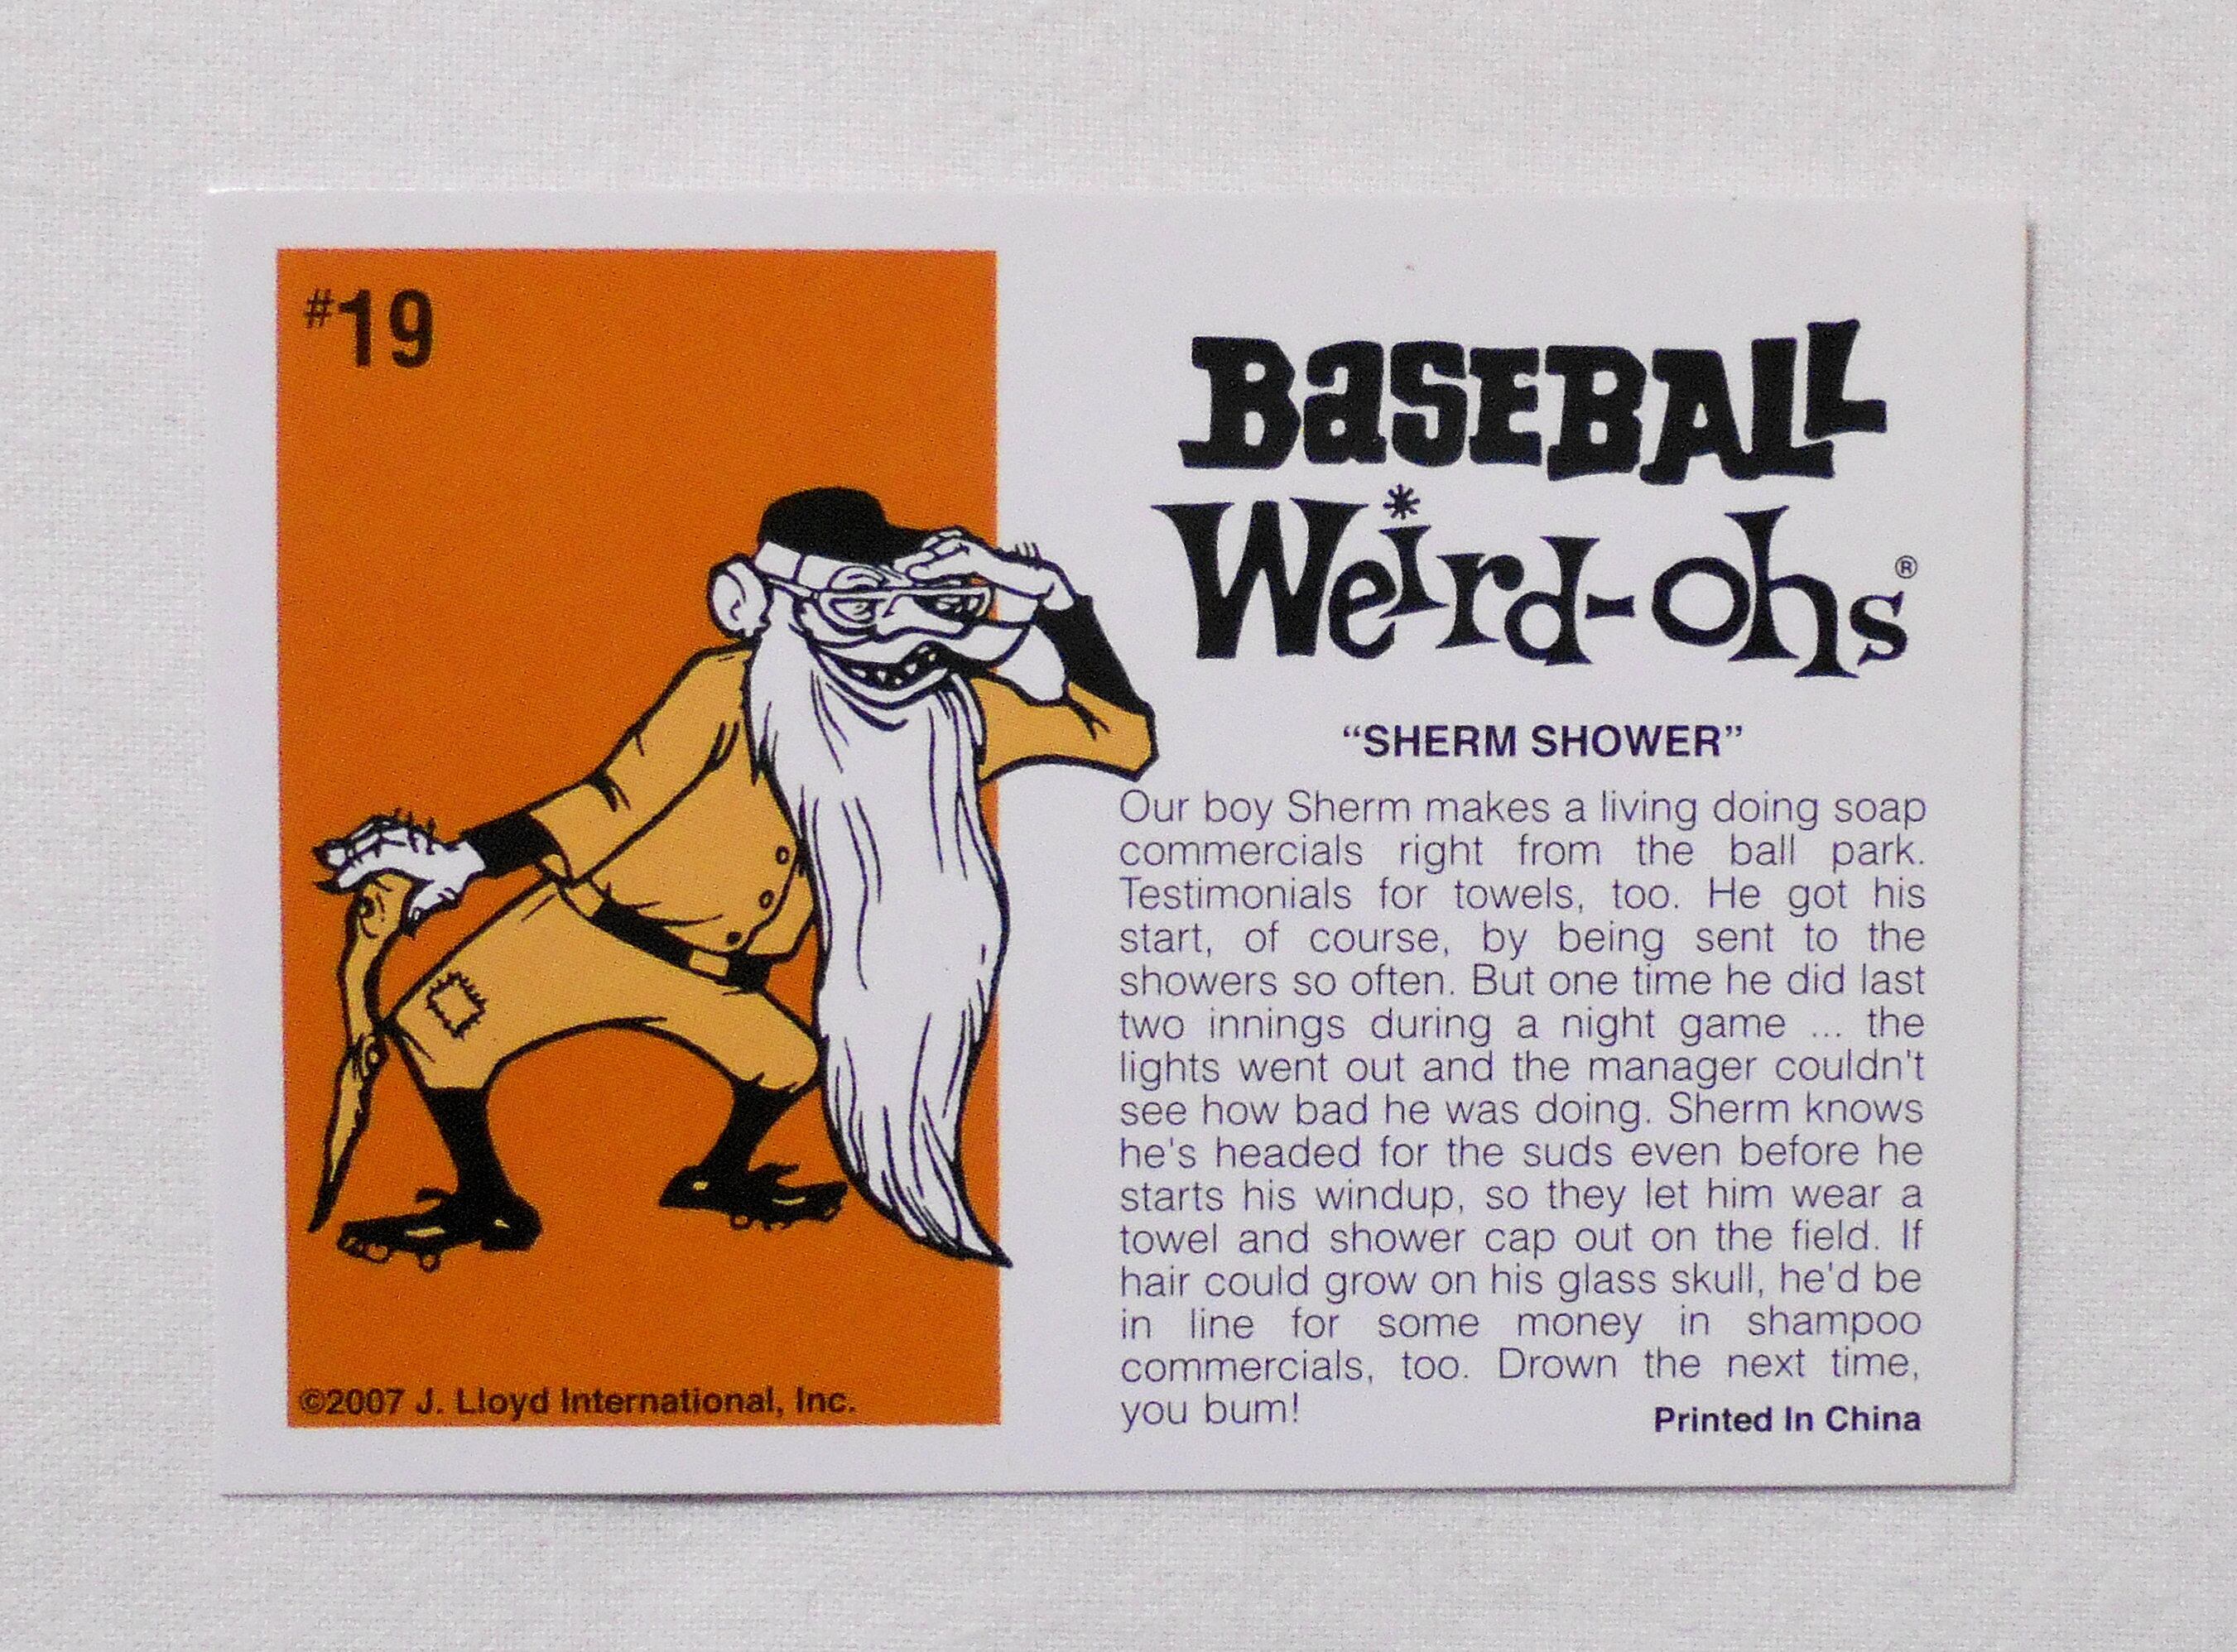 #19
BaseBALL
Weird-ohs®
“SHERM SHOWER”
Our boy Sherm makes a living doing soap
commercials right from the ball park.
Testimonials for towels, too. He got his
start, of course, by being sent to the
showers so often. But one time he did last
two innings during a night game ... the
lights went out and the manager couldn't
see how bad he was doing. Sherm knows
he's headed for the suds even before he
starts his windup, so they let him wear a
towel and shower cap out on the field. If
hair could grow on his glass skull, he'd be
in line for some money in shampoo
commercials, too. Drown the next time,
you bum!
Printed In China
©2007 J. Lloyd International, Inc.